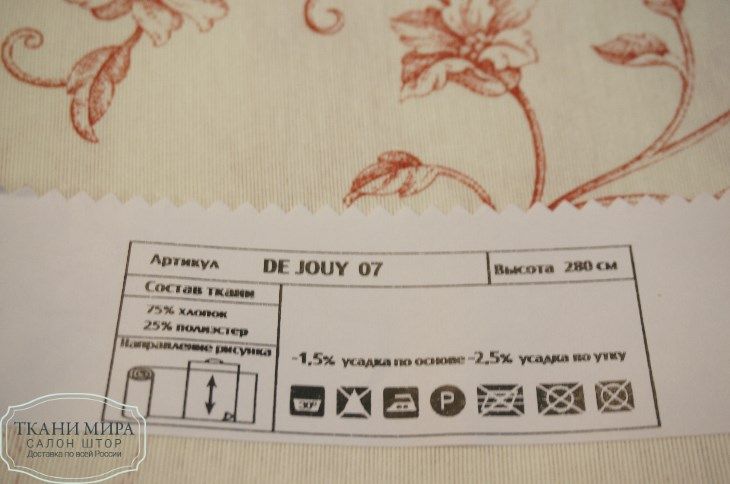 Артикул DE JOUY 07 Высота 280 см
Состав ткани
75% хлопок
25% полиэстер
Направление рисунка
-1,5% усадка по основе -2,5% усадка по утку
30° P
ТКАНИ МИРА
САЛОН ШТОР
Доставка по всей России